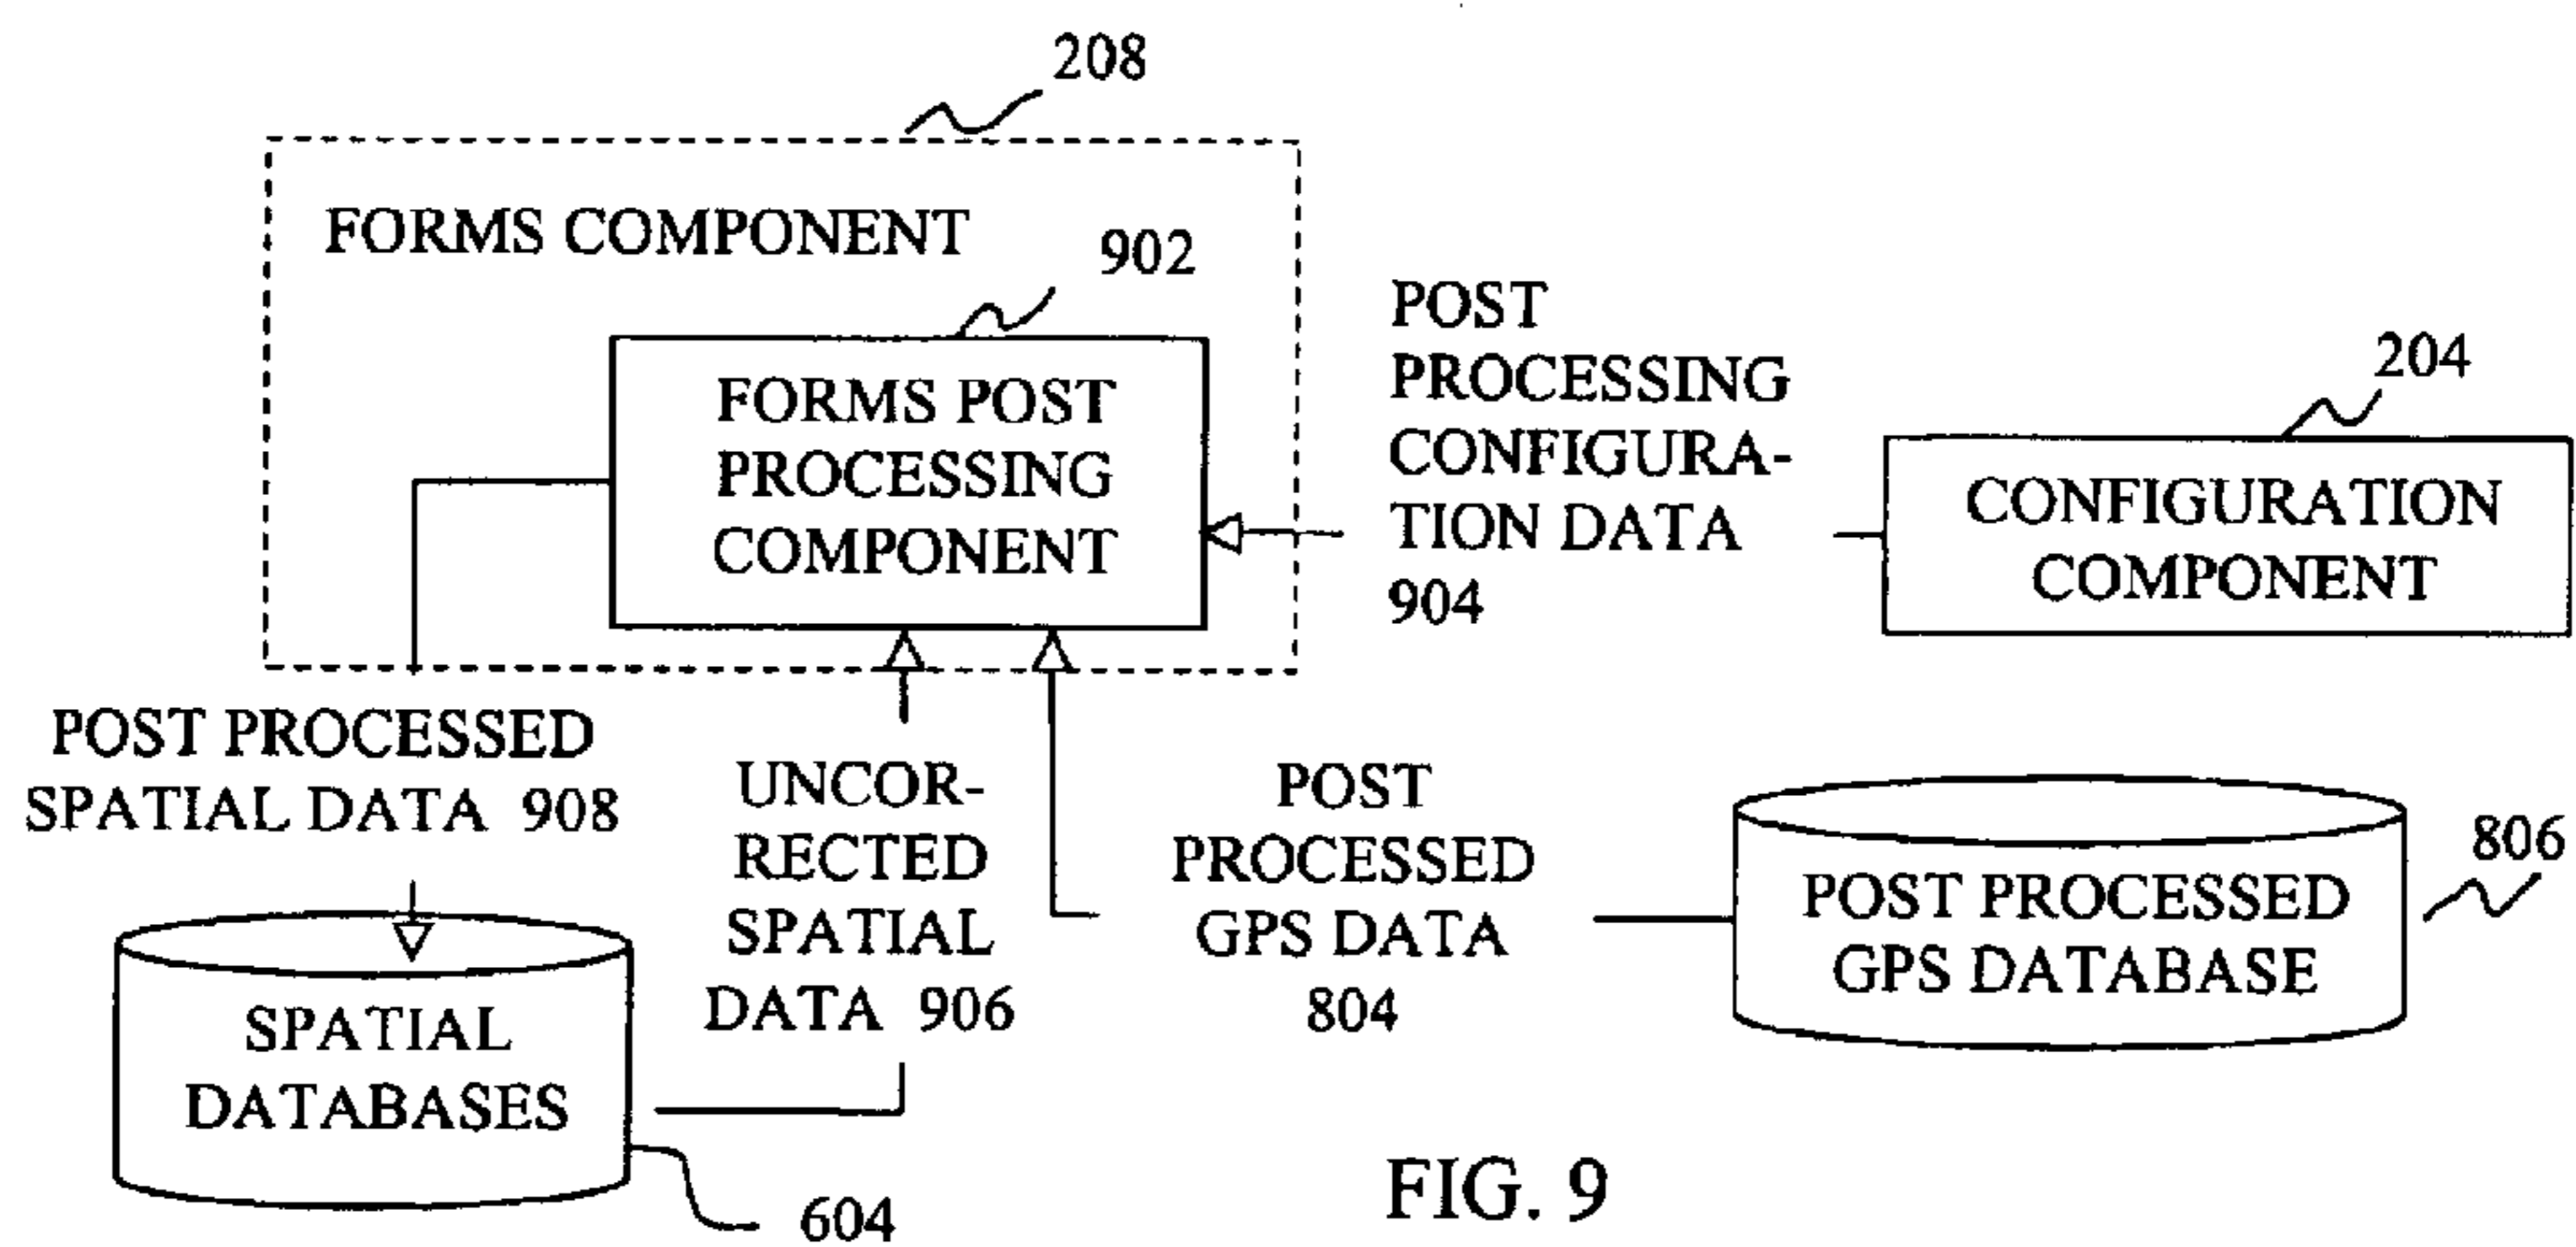 208
FORMS COMPONENT
902
FORMS POST
PROCESSING
COMPONENT
POST
PROCESSING
CONFIGURA-
TION DATA
904
204
CONFIGURATION
COMPONENT
POST PROCESSED
SPATIAL DATA 908
UNCOR-
RECTED
SPATIAL
DATA 906
POST
PROCESSED
GPS DATA
804
806
POST PROCESSED
GPS DATABASE
SPATIAL
DATABASES
604
FIG. 9